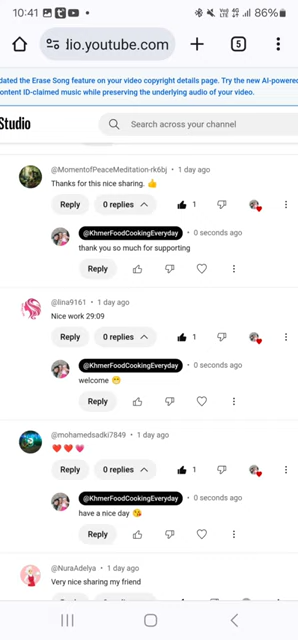 10:41
86%
dio.youtube.com
5
dated the Erase Song feature on your video copyright details page. Try the new AI-powered
ontent ID-claimed music while preserving the underlying audio of your video.
Studio
Search across your channel
@MomentofPeaceMeditation-rk6bj • 1 day ago
Thanks for this nice sharing. 👍
Reply 0 replies 1
@KhmerFoodCookingEveryday • 0 seconds ago
thank you so much for supporting
Reply
@lina9161 • 1 day ago
Nice work 29:09
Reply 0 replies 1
@KhmerFoodCookingEveryday • 0 seconds ago
welcome 😁
Reply
@mohamedsadki7849 • 1 day ago
❤️❤️💗
Reply 0 replies 1
@KhmerFoodCookingEveryday • 0 seconds ago
have a nice day 😘
Reply
@NuraAdelya • 1 day ago
Very nice sharing my friend